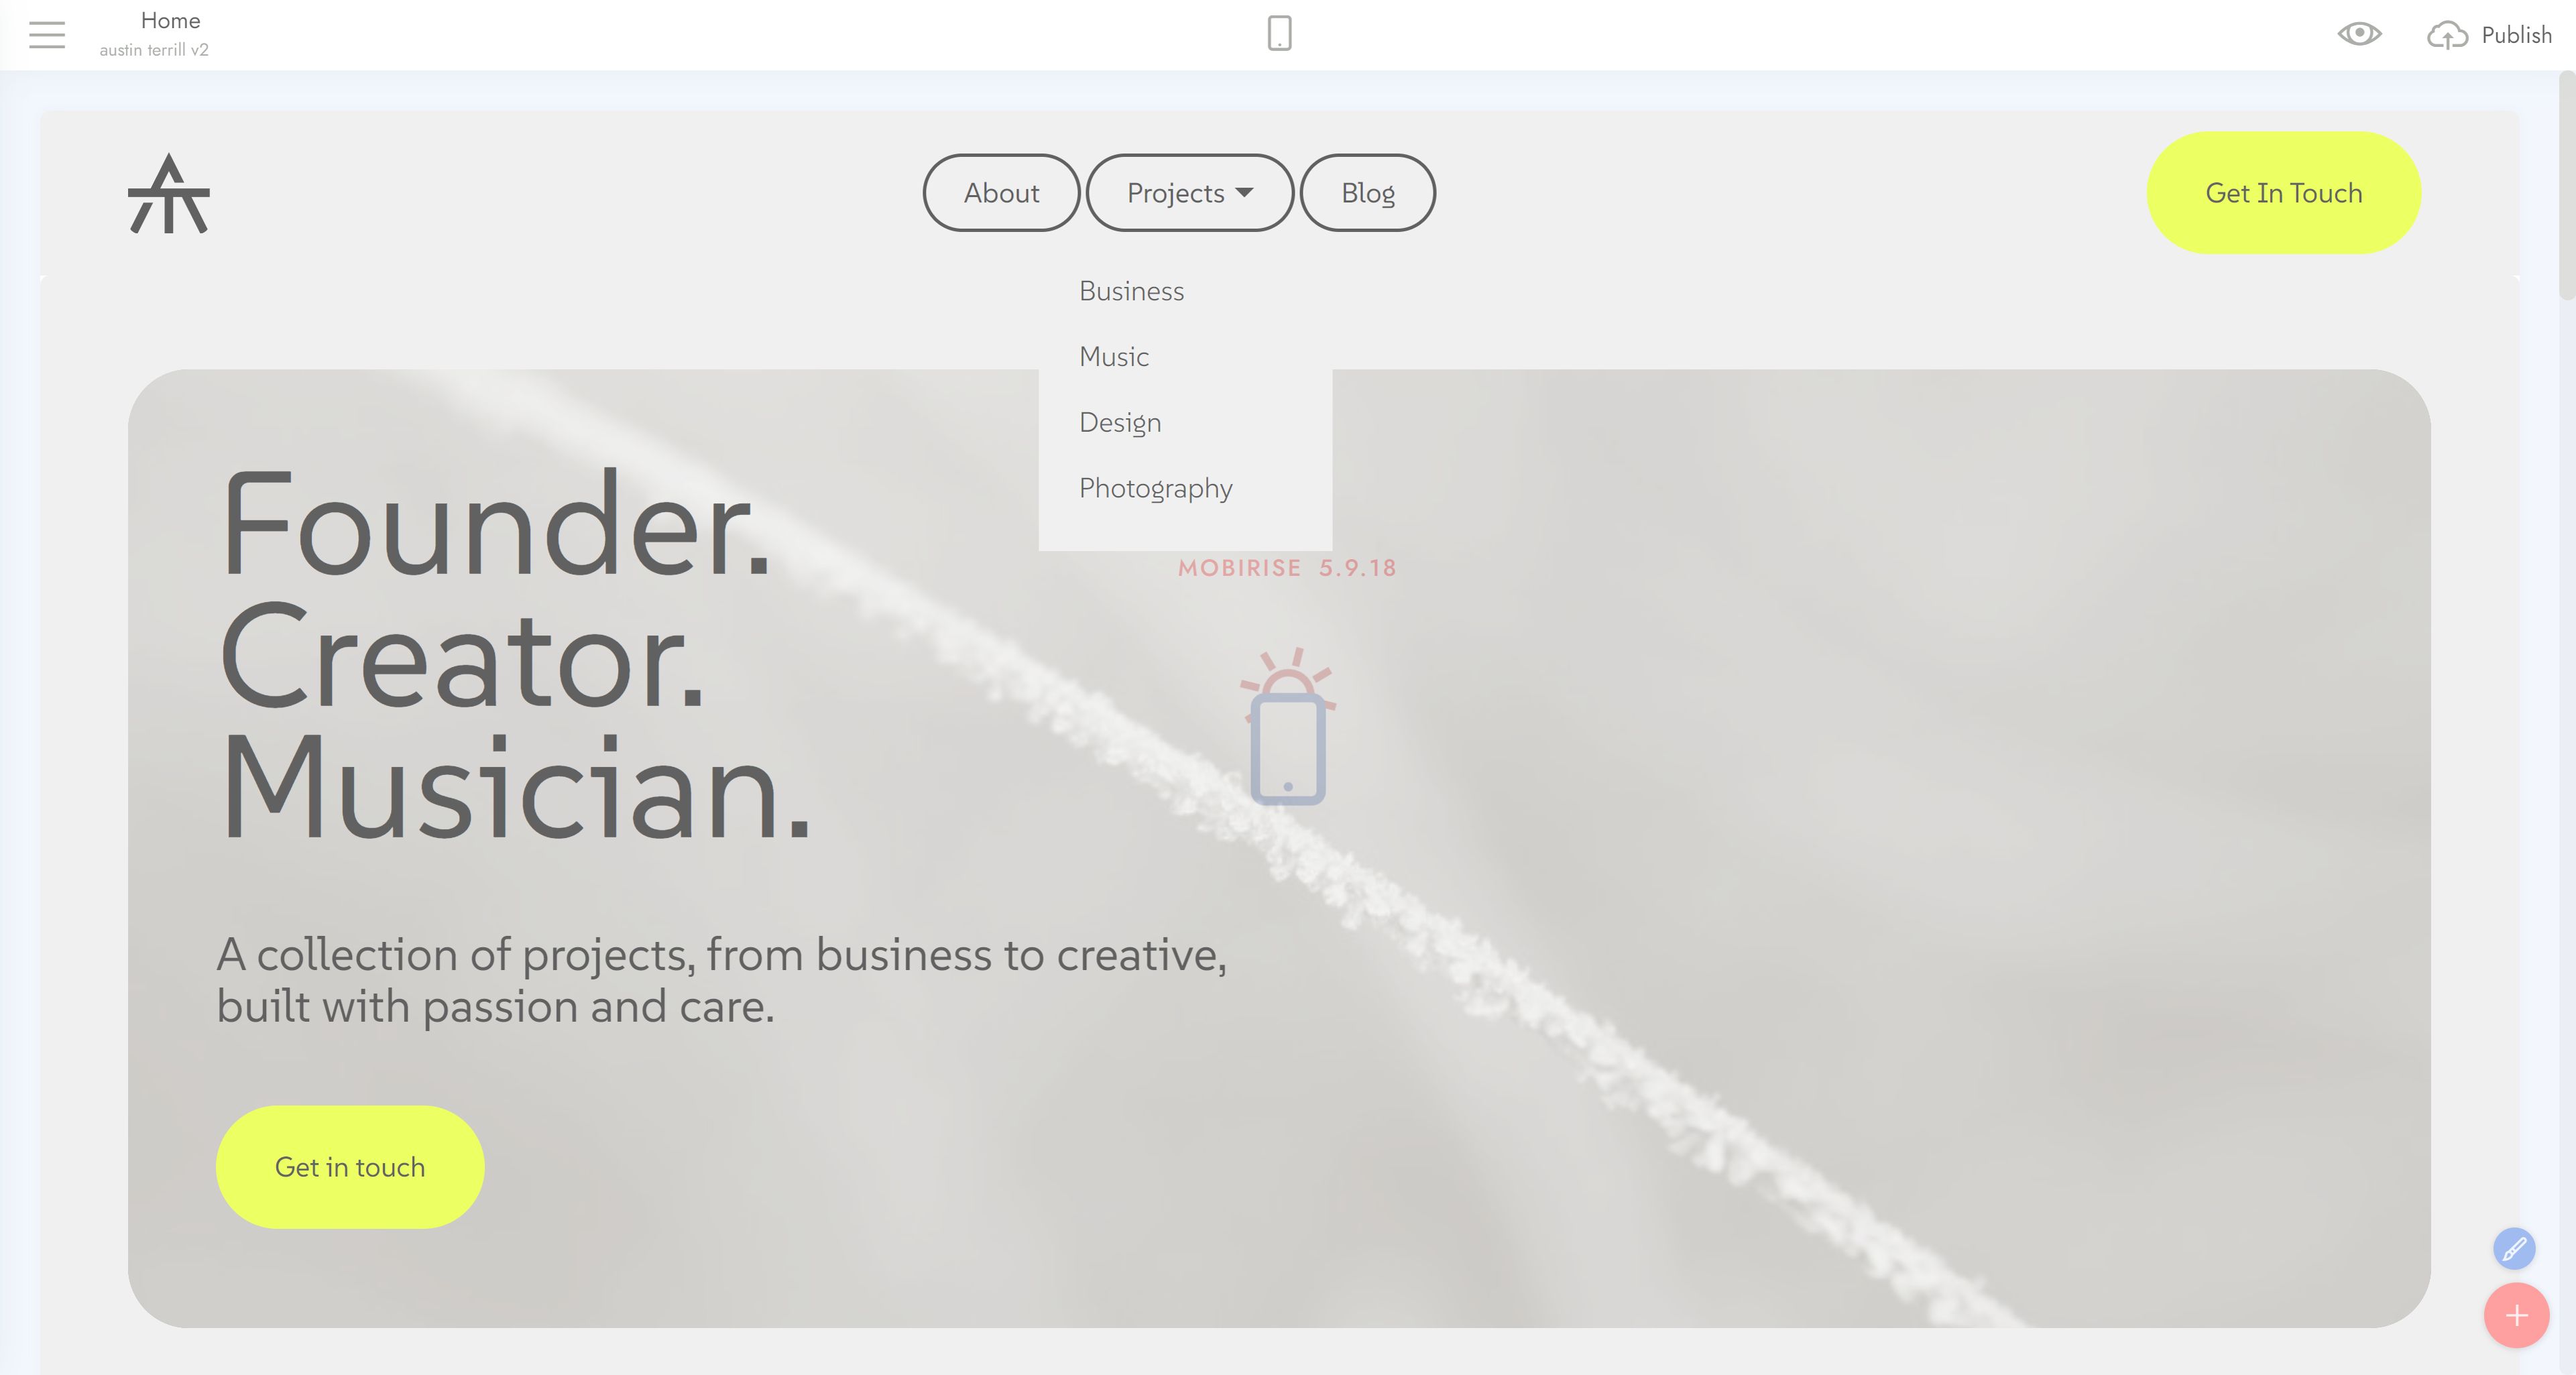 Home
austin terrill v2
Publish
About
Projects
Blog
Get In Touch
Business
Music
Design
Photography
Founder.
Creator.
Musician.
MOBIRISE 5.9.18
A collection of projects, from business to creative,
built with passion and care.
Get in touch